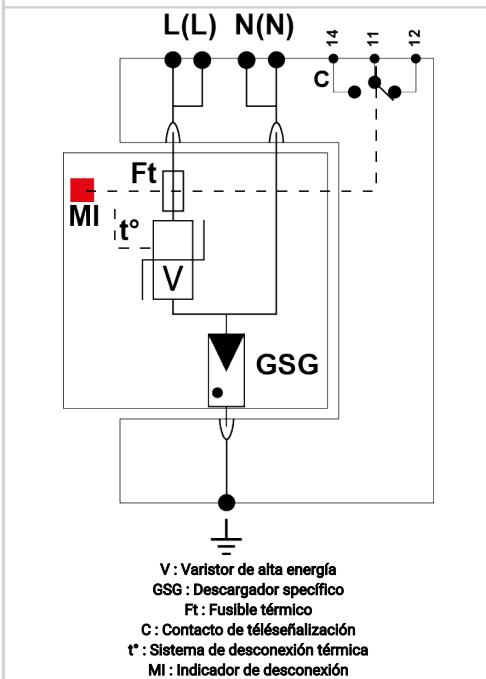 L(L) N(N) 14 11 12
C
Ft
MI
t°
V
GSG
V : Varistor de alta energía
GSG : Descargador específico
Ft : Fusible térmico
C : Contacto de téléseñalización
t° : Sistema de desconexión térmica
MI : Indicador de desconexión